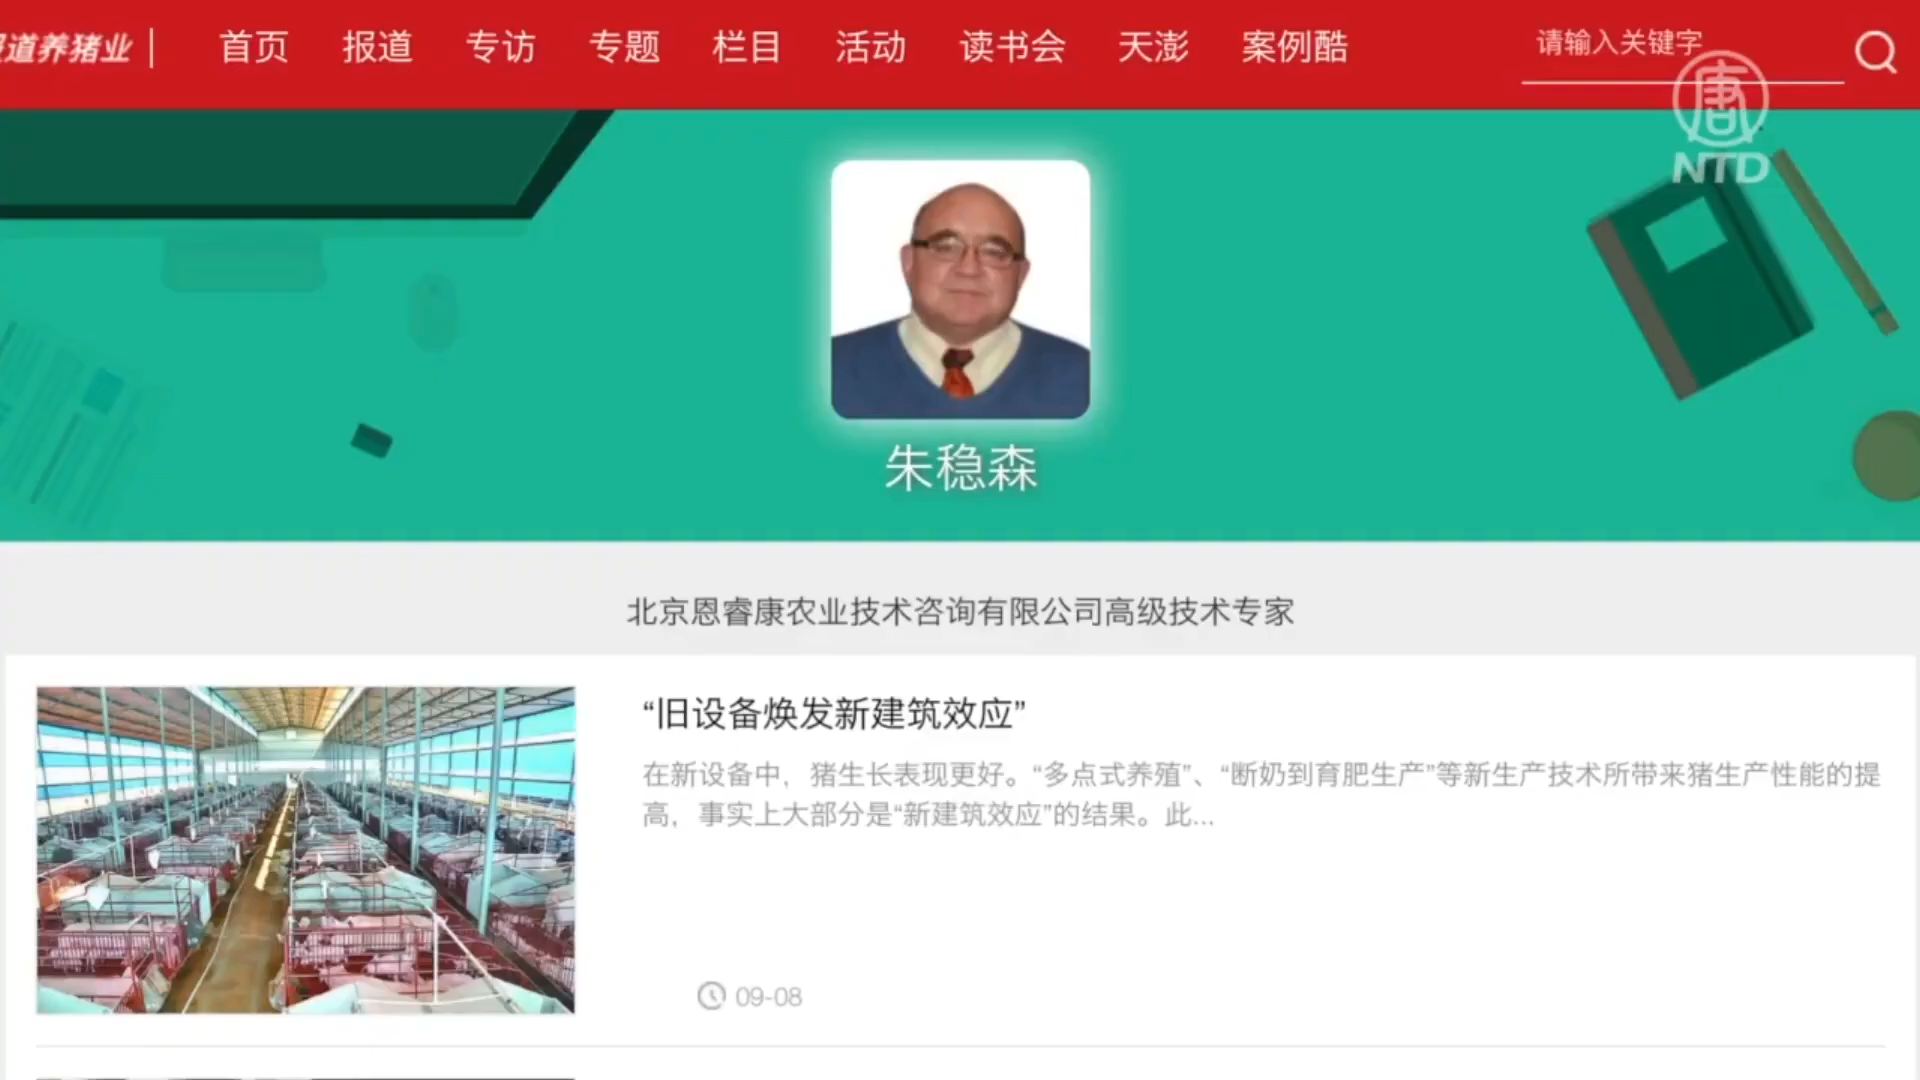 道养猪业
首页 报道 专访 专题 栏目 活动 读书会 天澎 案例酷
请输入关键字
唐
NTD
朱稳森
北京恩睿康农业技术咨询有限公司高级技术专家
“旧设备焕发新建筑效应”
在新设备中，猪生长表现更好。“多点式养殖”、“断奶到育肥生产”等新生产技术所带来猪生产性能的提
高，事实上大部分是“新建筑效应”的结果。此...
09-08